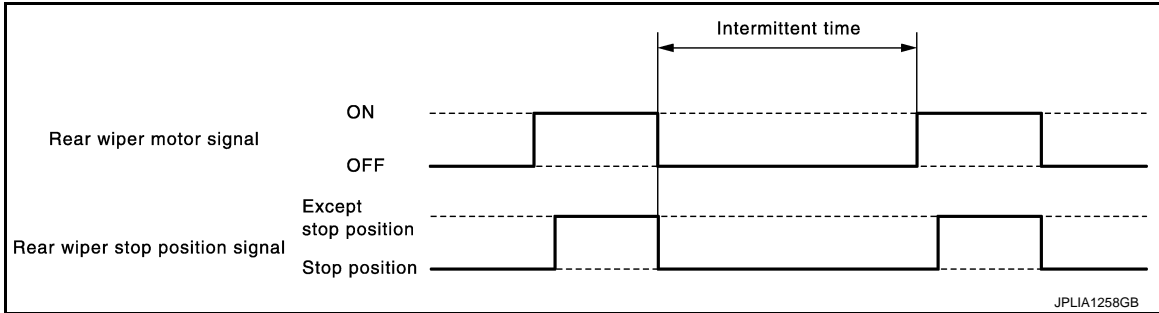 Intermittent time
ON
Rear wiper motor signal
OFF
Except
stop position
Rear wiper stop position signal
Stop position
JPLIA1258GB